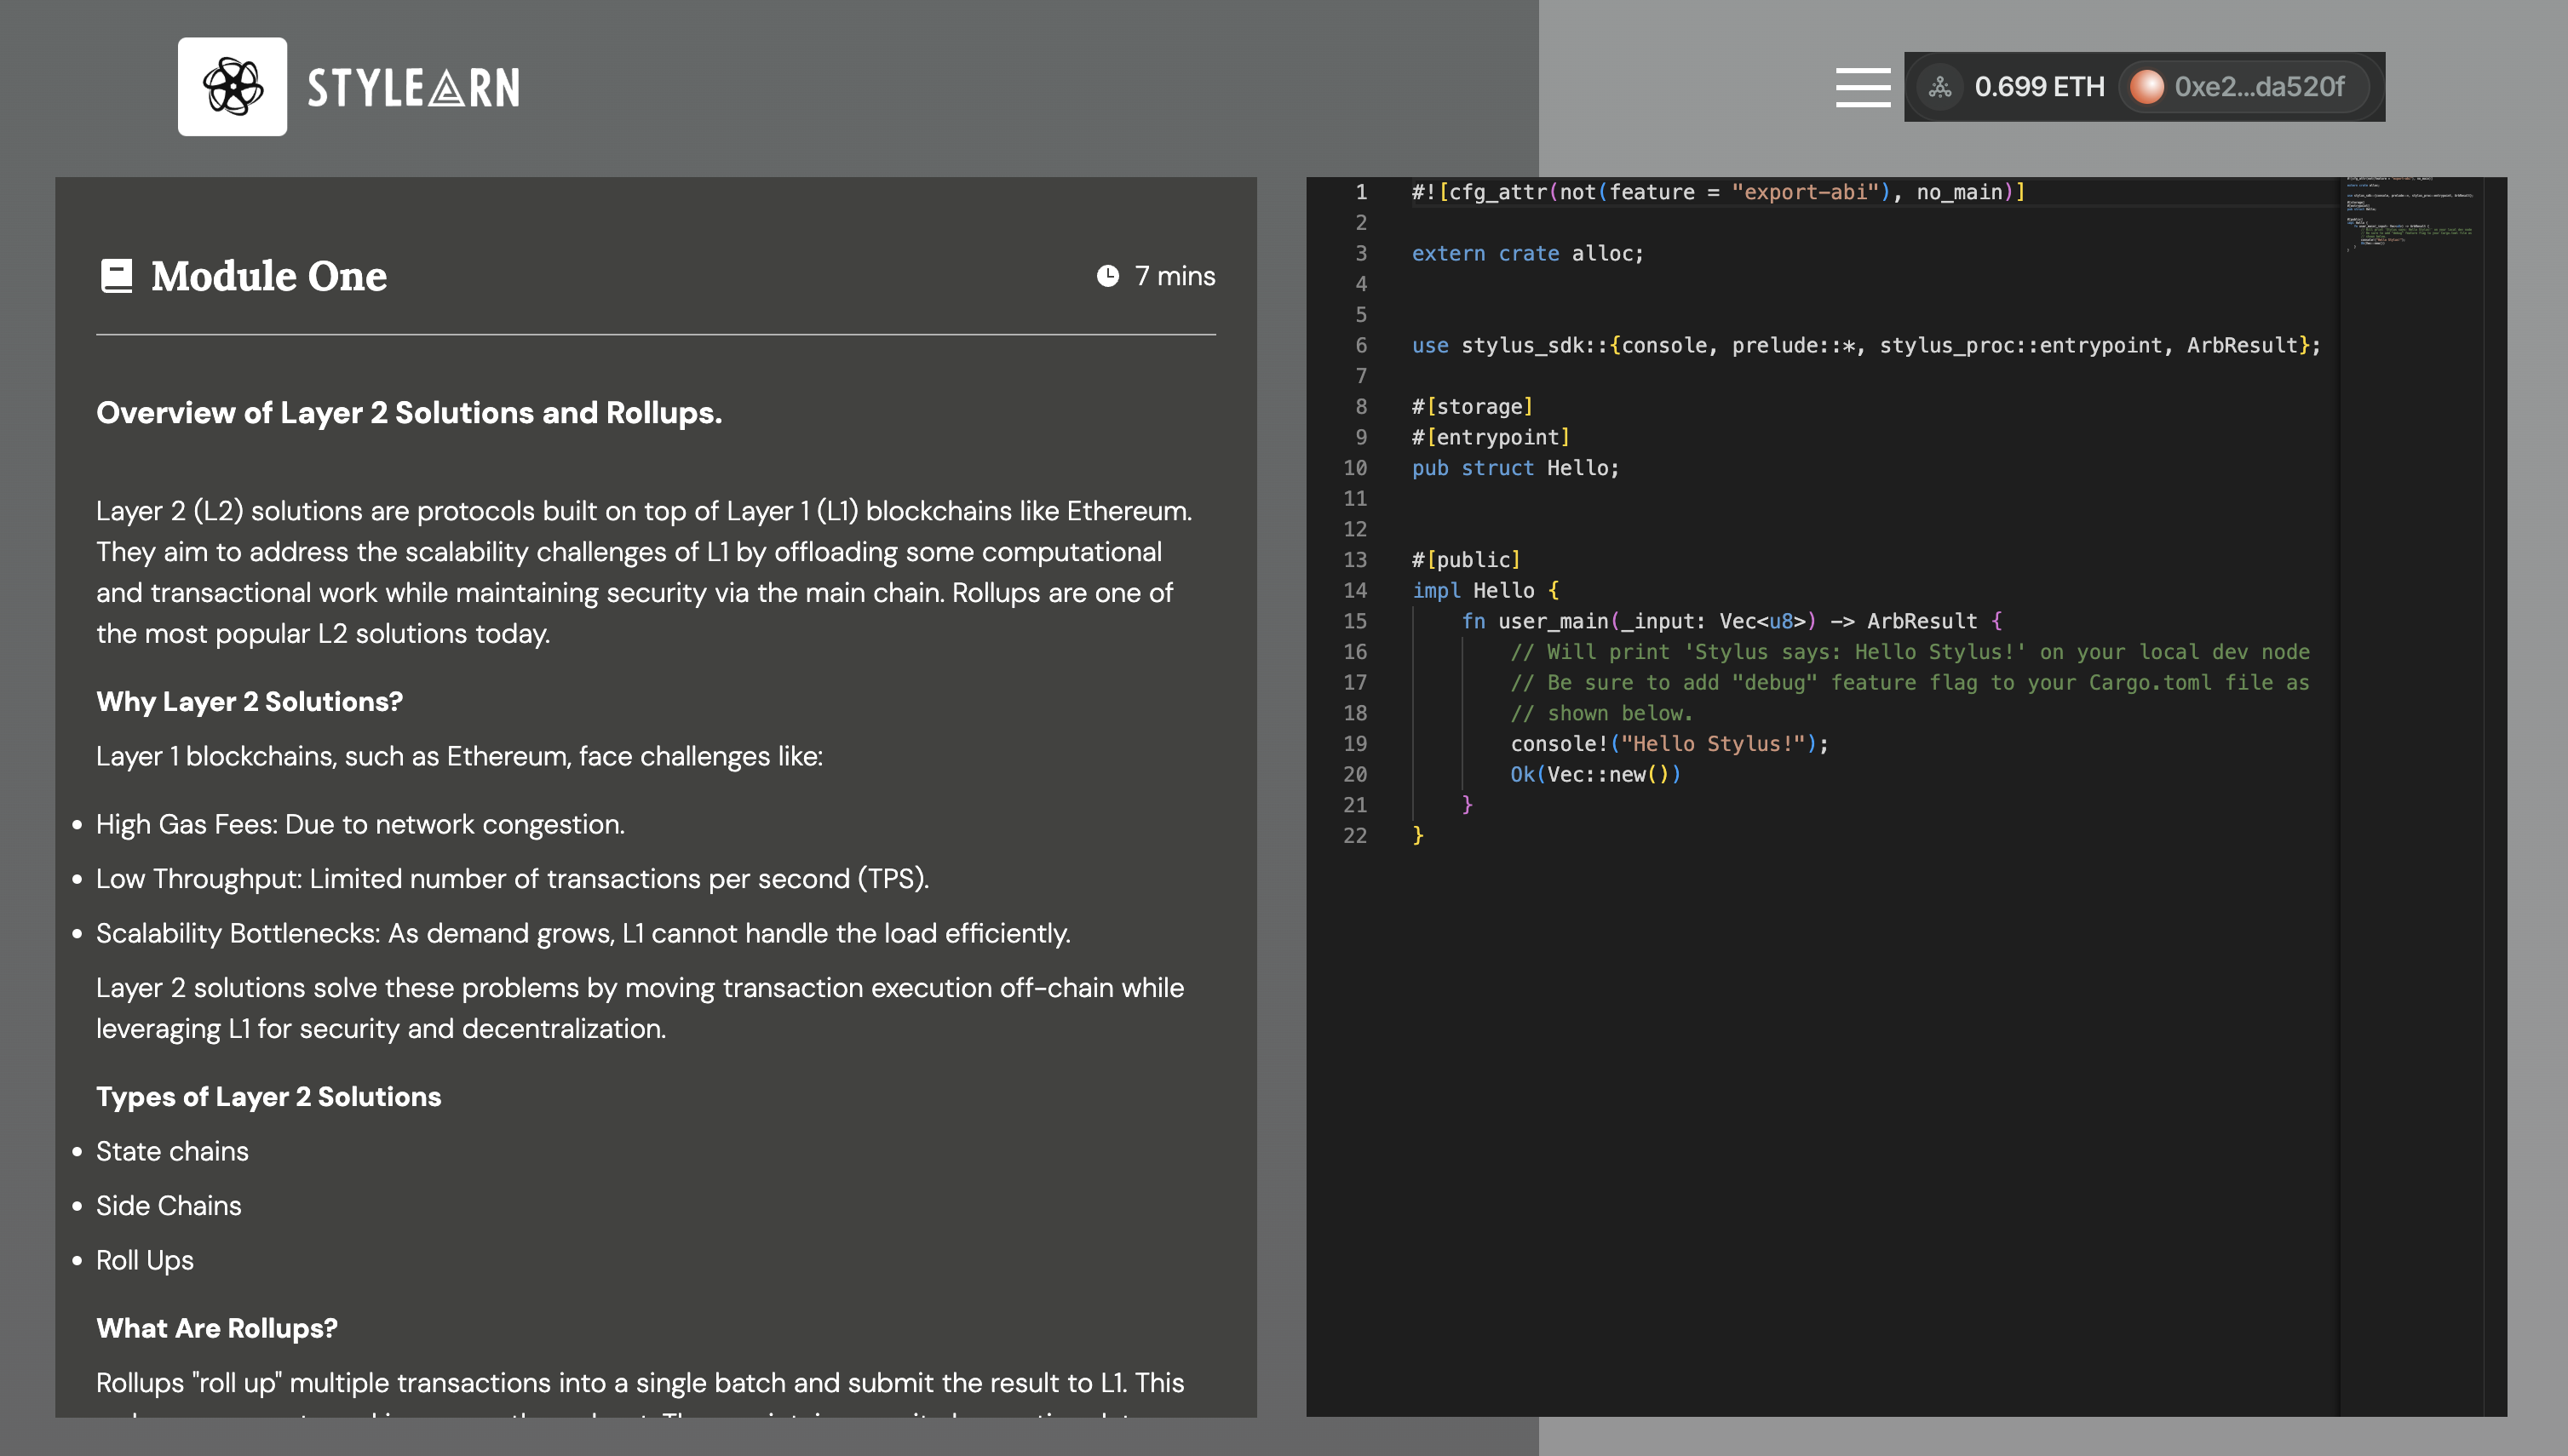 STYLEARN
0.699 ETH
0xe2...da520f
Module One
7 mins
Overview of Layer 2 Solutions and Rollups.
Layer 2 (L2) solutions are protocols built on top of Layer 1 (L1) blockchains like Ethereum.
They aim to address the scalability challenges of L1 by offloading some computational
and transactional work while maintaining security via the main chain. Rollups are one of
the most popular L2 solutions today.
Why Layer 2 Solutions?
Layer 1 blockchains, such as Ethereum, face challenges like:
• High Gas Fees: Due to network congestion.
• Low Throughput: Limited number of transactions per second (TPS).
• Scalability Bottlenecks: As demand grows, L1 cannot handle the load efficiently.
Layer 2 solutions solve these problems by moving transaction execution off-chain while
leveraging L1 for security and decentralization.
Types of Layer 2 Solutions
• State chains
• Side Chains
• Roll Ups
What Are Rollups?
Rollups "roll up" multiple transactions into a single batch and submit the result to L1. This
1 #![cfg_attr(not(feature = "export-abi"), no_main)]
2
3 extern crate alloc;
4
5
6 use stylus_sdk::{console, prelude::*, stylus_proc::entrypoint, ArbResult};
7
8 #[storage]
9 #[entrypoint]
10 pub struct Hello;
11
12
13 #[public]
14 impl Hello {
15     fn user_main(_input: Vec<u8>) -> ArbResult {
16         // Will print 'Stylus says: Hello Stylus!' on your local dev node
17         // Be sure to add "debug" feature flag to your Cargo.toml file as
18         // shown below.
19         console!("Hello Stylus!");
20         Ok(Vec::new())
21     }
22 }